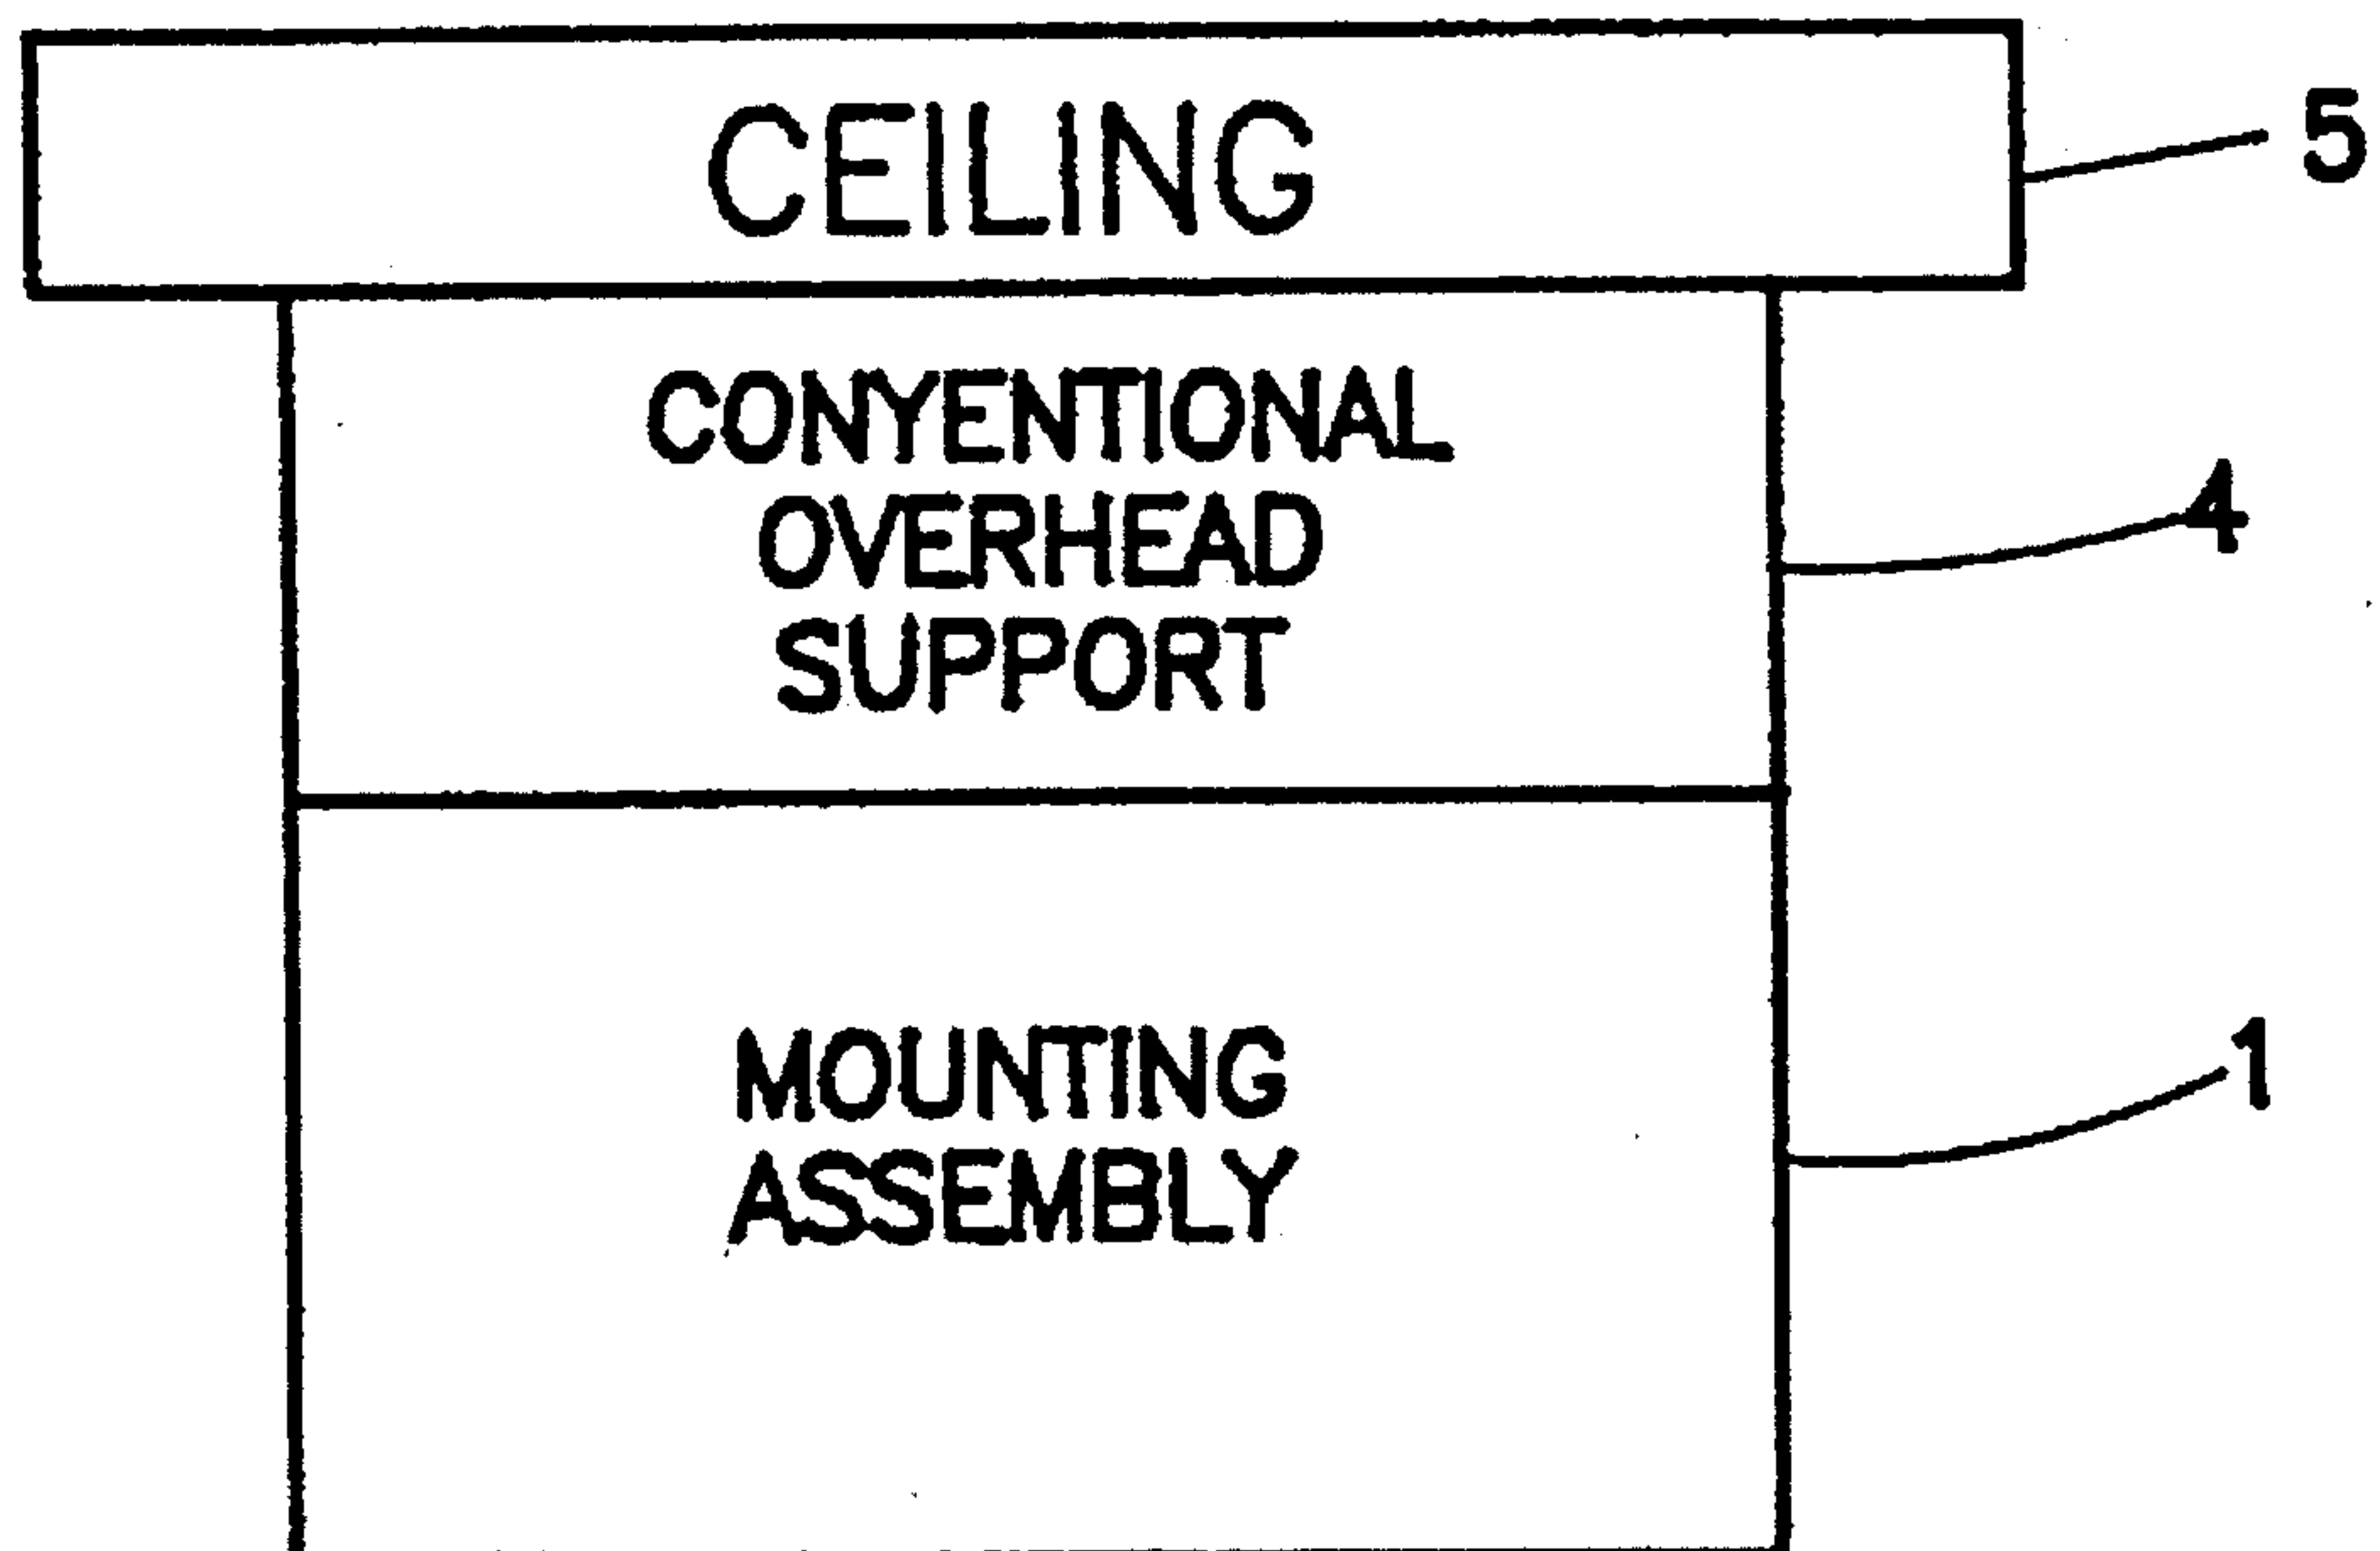 CEILING
5
CONYENTIONAL
OVERHEAD
SUPPORT
4
MOUNTING
ASSEMBLY
1